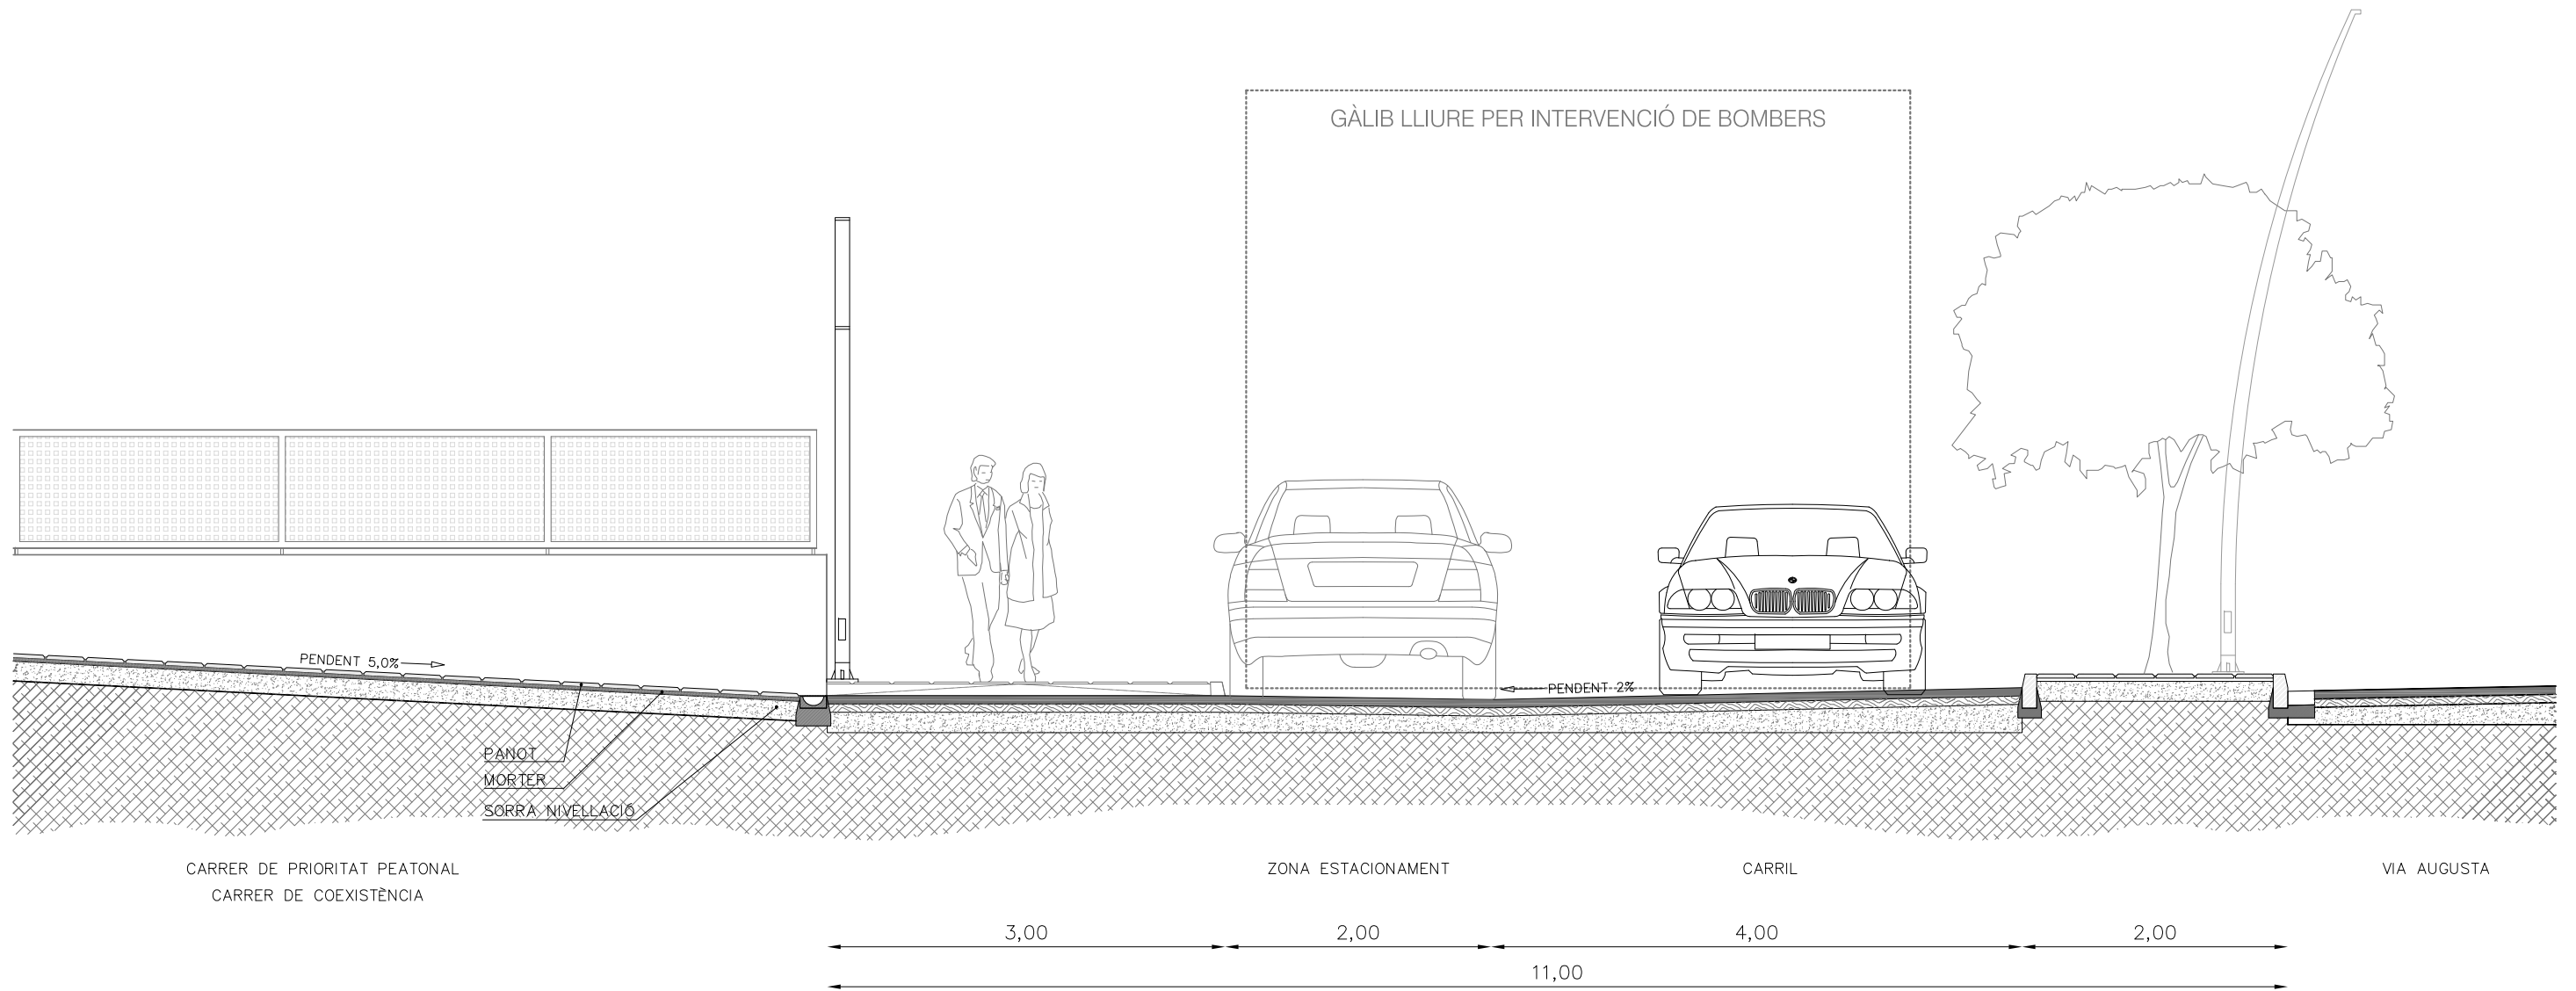 GÀLIB LLIURE PER INTERVENCIÓ DE BOMBERS
PENDENT 5,0%
PENDENT 2%
PANOT
MORTER
SORRA NIVELLACIÓ
CARRER DE PRIORITAT PEATONAL
CARRER DE COEXISTÈNCIA
ZONA ESTACIONAMENT
CARRIL
VIA AUGUSTA
3,00
2,00
4,00
2,00
11,00